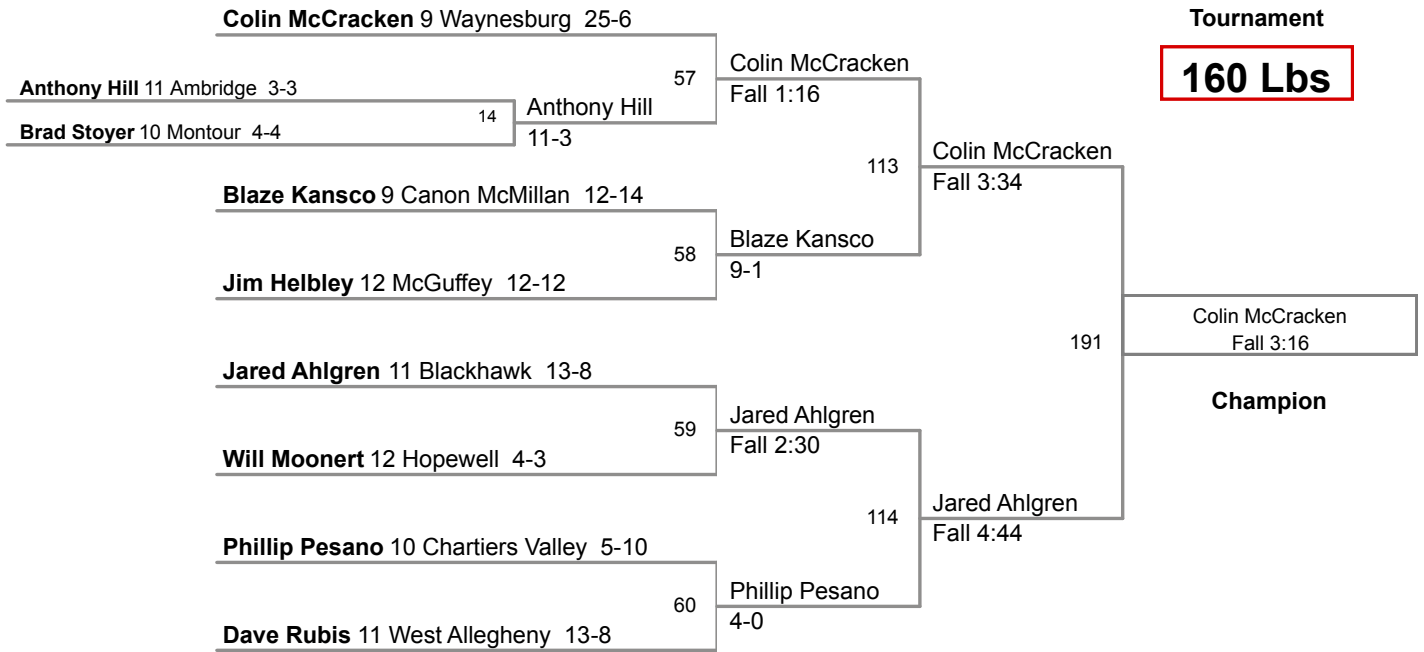 Colin McCracken 9 Waynesburg 25-6
Tournament
160 Lbs
57
Colin McCracken
Fall 1:16
Anthony Hill 11 Ambridge 3-3
14
Anthony Hill
11-3
Brad Stoyer 10 Montour 4-4
113
Colin McCracken
Fall 3:34
Blaze Kansco 9 Canon McMillan 12-14
58
Blaze Kansco
9-1
Jim Helbley 12 McGuffey 12-12
191
Colin McCracken
Fall 3:16
Champion
Jared Ahlgren 11 Blackhawk 13-8
59
Jared Ahlgren
Fall 2:30
Will Moonert 12 Hopewell 4-3
114
Jared Ahlgren
Fall 4:44
Phillip Pesano 10 Chartiers Valley 5-10
60
Phillip Pesano
4-0
Dave Rubis 11 West Allegheny 13-8